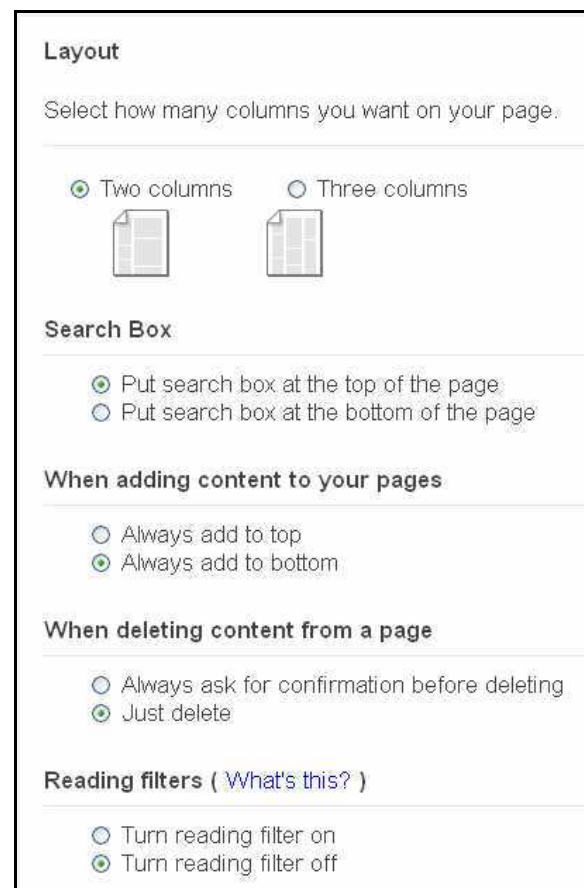 Layout
Select how many columns you want on your page.
Two columns Three columns
Search Box
Put search box at the top of the page
Put search box at the bottom of the page
When adding content to your pages
Always add to top
Always add to bottom
When deleting content from a page
Always ask for confirmation before deleting
Just delete
Reading filters ( What's this? )
Turn reading filter on
Turn reading filter off